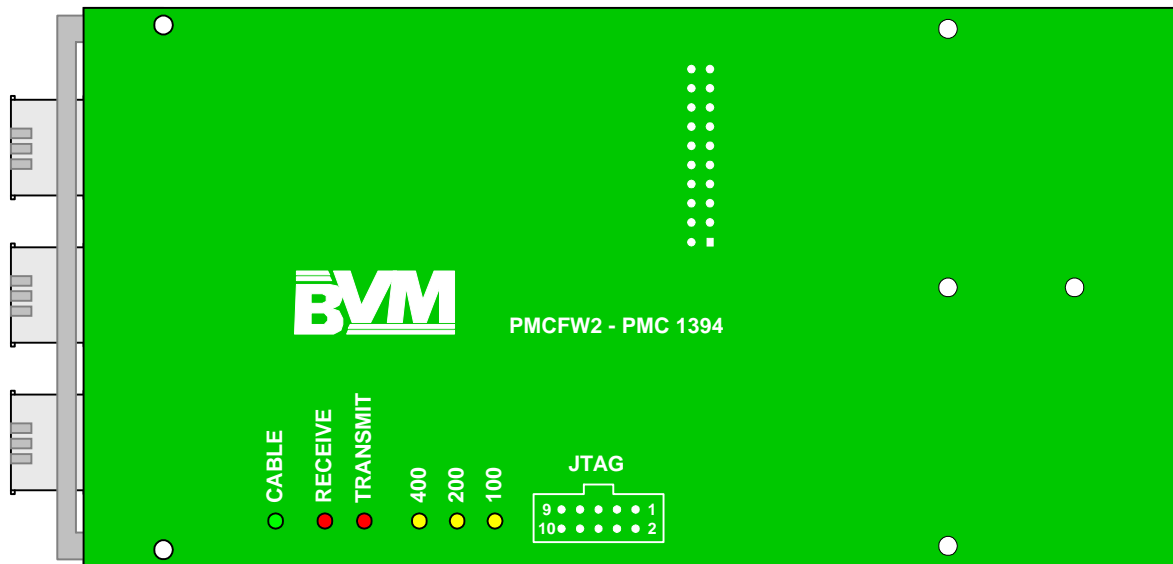 BVM
PMCFW2 - PMC 1394
CABLE
RECEIVE
TRANSMIT
400
200
100
JTAG
9 1
10 2